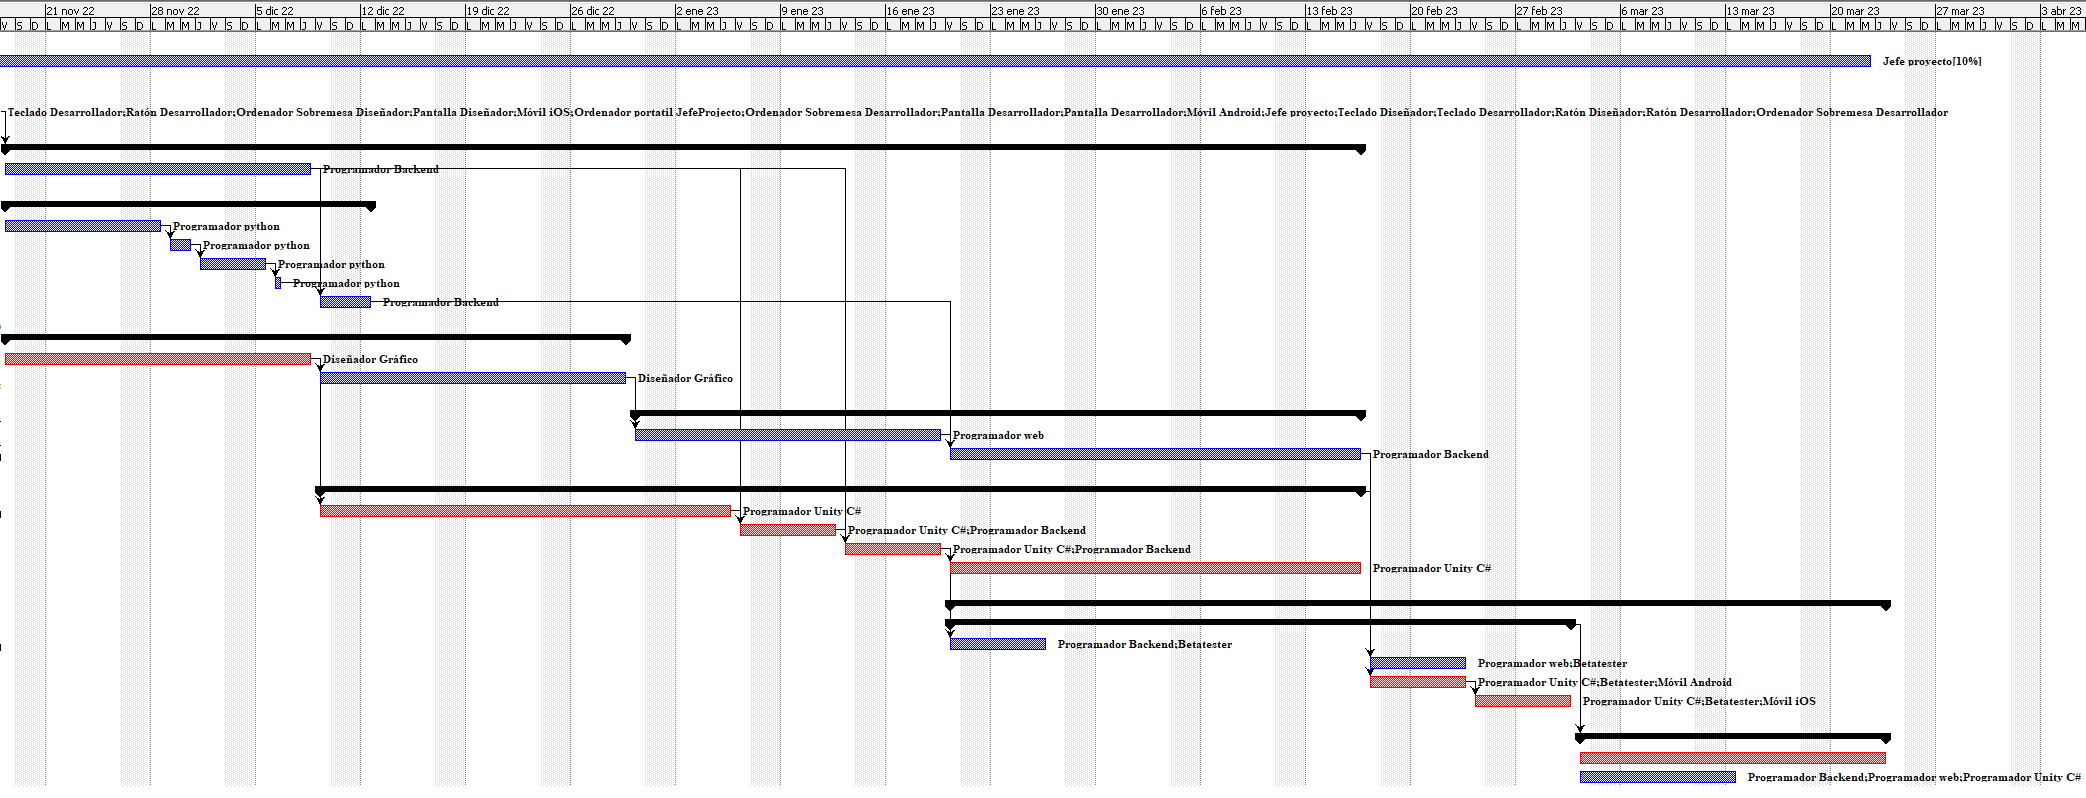 21 nov 22 28 nov 22 5 dic 22 12 dic 22 19 dic 22 26 dic 22 2 ene 23 9 ene 23 16 ene 23 23 ene 23 30 ene 23 6 feb 23 13 feb 23 20 feb 23 27 feb 23 6 mar 23 13 mar 23 20 mar 23 27 mar 23 3 abr 23
V S D L M M J V S D L M M J V S D L M M J V S D L M M J V S D L M M J V S D L M M J V S D L M M J V S D L M M J V S D L M M J V S D L M M J V S D L M M J V S D L M M J V S D L M M J V S D L M M J V S D L M M J V S D L M M J V S D L M M J V S D L M M J V S D L M M J V S D L M M J V S D L M M
Jefe proyecto[10%]
Teclado Desarrollador;Ratón Desarrollador;Ordenador Sobremesa Diseñador;Pantalla Diseñador;Móvil iOS;Ordenador portatil JefeProjecto;Ordenador Sobremesa Desarrollador;Pantalla Desarrollador;Pantalla Desarrollador;Móvil Android;Jefe proyecto;Teclado Diseñador;Teclado Desarrollador;Ratón Diseñador;Ratón Desarrollador;Ordenador Sobremesa Desarrollador
Programador Backend
Programador python
Programador python
Programador python
Programador python
Programador Backend
Diseñador Gráfico
Diseñador Gráfico
Programador web
Programador Backend
Programador Unity C#
Programador Unity C#;Programador Backend
Programador Unity C#;Programador Backend
Programador Unity C#
Programador Backend;Betatester
Programador web;Betatester
Programador Unity C#;Betatester;Móvil Android
Programador Unity C#;Betatester;Móvil iOS
Programador Backend;Programador web;Programador Unity C#